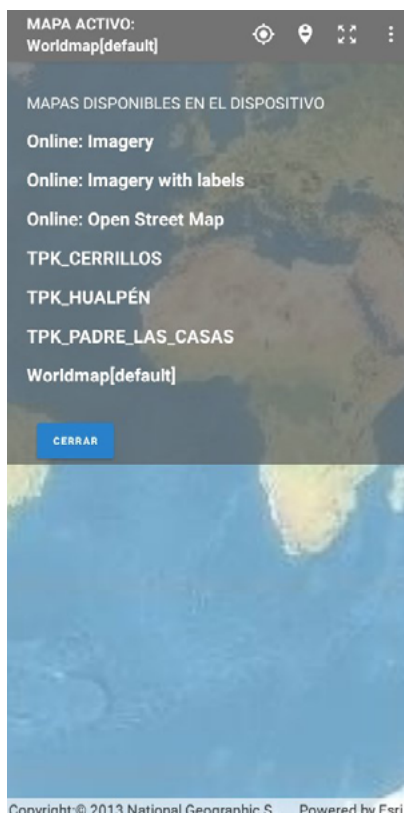 MAPA ACTIVO:
Worldmap[default]
MAPAS DISPONIBLES EN EL DISPOSITIVO
Online: Imagery
Online: Imagery with labels
Online: Open Street Map
TPK_CERRILLOS
TPK_HUALPÉN
TPK_PADRE_LAS_CASAS
Worldmap[default]
CERRAR
Copyright:© 2013 National Geographic S... Powered by Esri